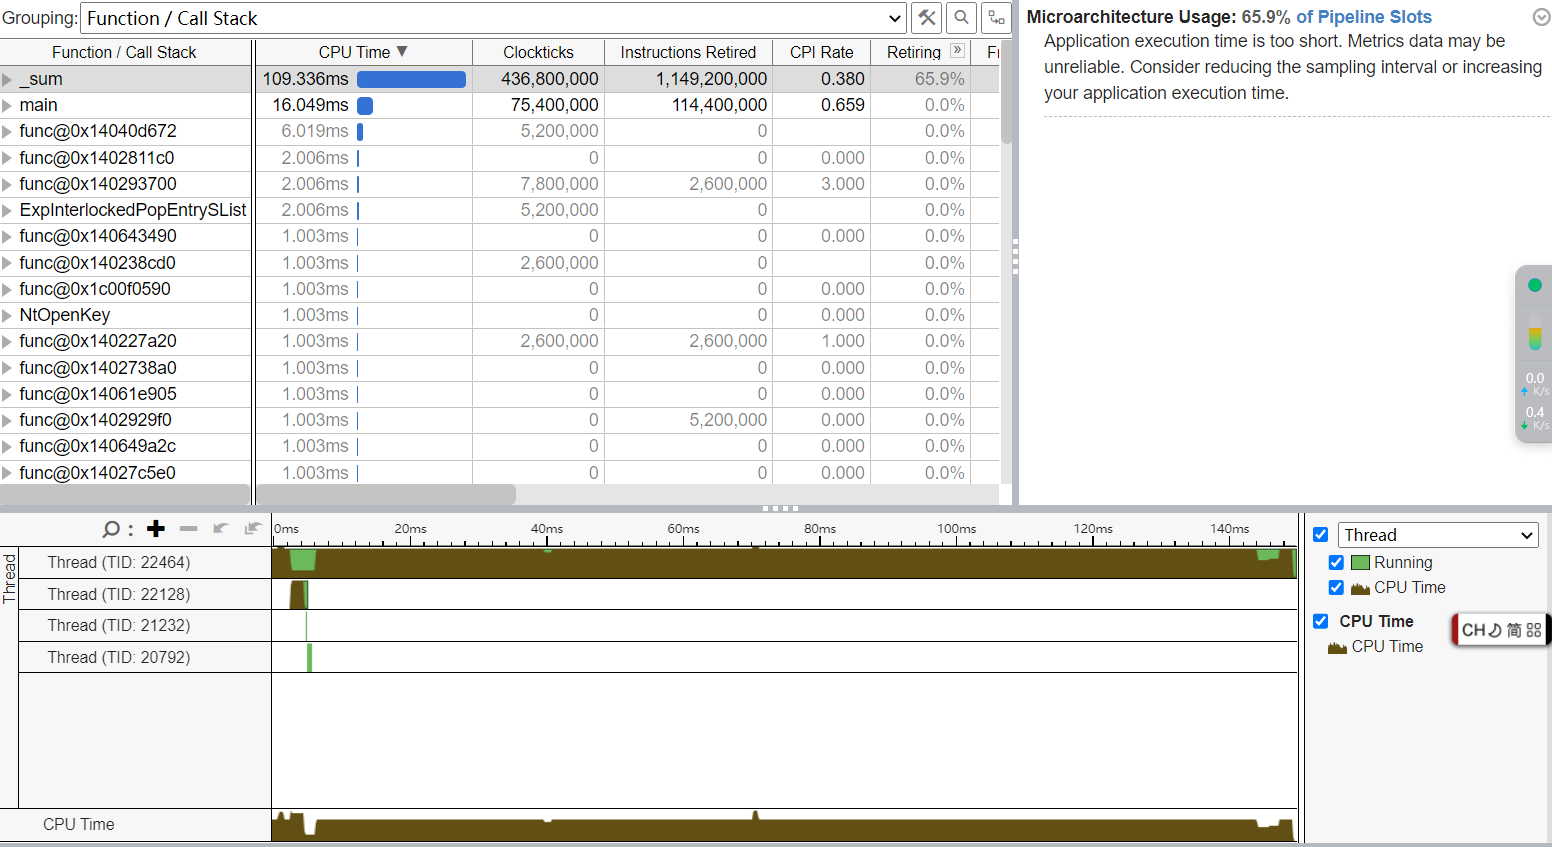 Grouping: Function / Call Stack
Function / Call Stack CPU Time ▼ Clockticks Instructions Retired CPI Rate Retiring »
_sum 109.336ms 436,800,000 1,149,200,000 0.380 65.9%
main 16.049ms 75,400,000 114,400,000 0.659 0.0%
func@0x14040d672 6.019ms 5,200,000 0 0.0%
func@0x1402811c0 2.006ms 0 0 0.000 0.0%
func@0x140293700 2.006ms 7,800,000 2,600,000 3.000 0.0%
ExpInterlockedPopEntrySList 2.006ms 5,200,000 0 0.0%
func@0x140643490 1.003ms 0 0 0.000 0.0%
func@0x140238cd0 1.003ms 2,600,000 0 0.0%
func@0x1c00f0590 1.003ms 0 0 0.000 0.0%
NtOpenKey 1.003ms 0 0 0.000 0.0%
func@0x140227a20 1.003ms 2,600,000 2,600,000 1.000 0.0%
func@0x1402738a0 1.003ms 0 0 0.000 0.0%
func@0x14061e905 1.003ms 0 0 0.000 0.0%
func@0x1402929f0 1.003ms 0 5,200,000 0.000 0.0%
func@0x140649a2c 1.003ms 0 0 0.000 0.0%
func@0x14027c5e0 1.003ms 0 0 0.000 0.0%
Microarchitecture Usage: 65.9% of Pipeline Slots
Application execution time is too short. Metrics data may be
unreliable. Consider reducing the sampling interval or increasing
your application execution time.
0.0
K/s
0.4
K/s
0ms 20ms 40ms 60ms 80ms 100ms 120ms 140ms
Thread
Thread (TID: 22464)
Thread (TID: 22128)
Thread (TID: 21232)
Thread (TID: 20792)
CPU Time
Thread
Running
CPU Time
CPU Time
CPU Time
CH 简